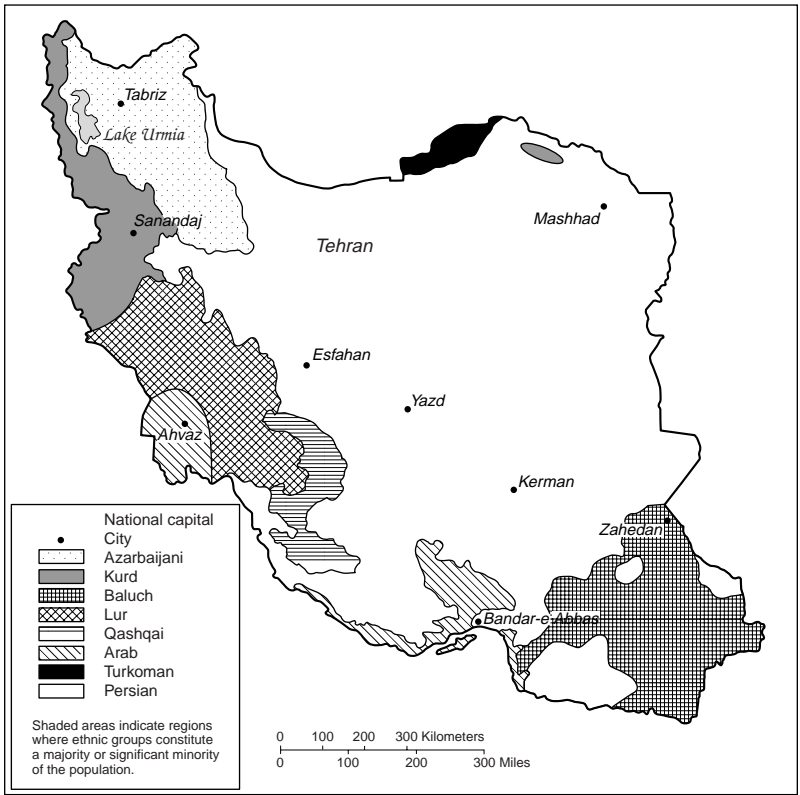 Tabriz
Lake Urmia
Mashhad
Sanandaj
Tehran
Esfahan
Yazd
Ahvaz
Kerman
Zahedan
Bandar-e-Abbas
National capital
City
Azarbaijani
Kurd
Baluch
Lur
Qashqai
Arab
Turkoman
Persian
Shaded areas indicate regions
where ethnic groups constitute
a majority or significant minority
of the population.
0 100 200 300 Kilometers
0 100 200 300 Miles